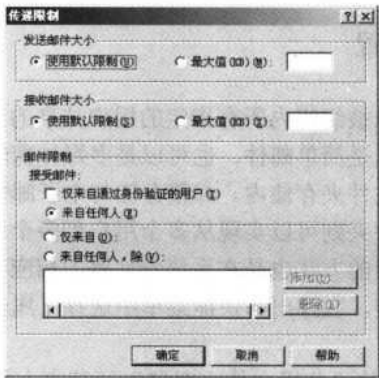 传递限制
发送邮件大小
使用默认限制(U) 最大值(KB)(M):
接收邮件大小
使用默认限制(S) 最大值(KB)(X):
邮件限制
接受邮件:
仅来自通过身份验证的用户(T)
来自任何人(E)
仅来自(O):
来自任何人,除(V):
添加(D)
删除(R)
确定 取消 帮助